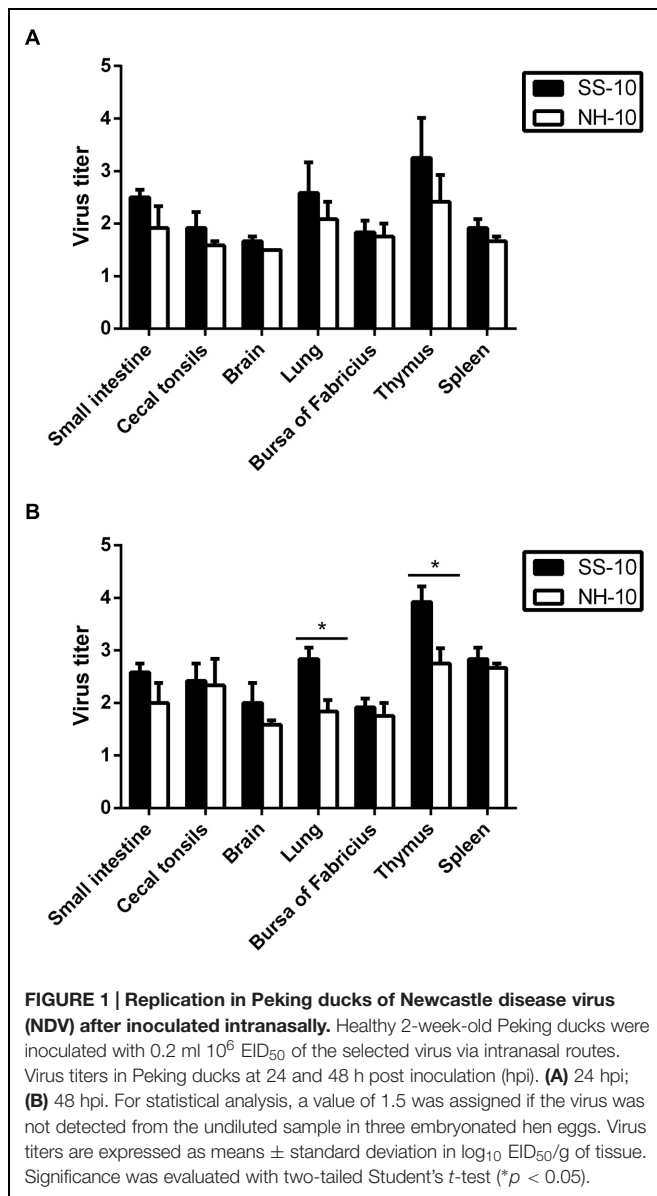 A
SS-10
NH-10
Virus titer
5
4
3
2
1
0
Small intestine
Cecal tonsils
Brain
Lung
Bursa of Fabricius
Thymus
Spleen
B
SS-10
NH-10
Virus titer
5
4
3
2
1
0
*
*
Small intestine
Cecal tonsils
Brain
Lung
Bursa of Fabricius
Thymus
Spleen
FIGURE 1 | Replication in Peking ducks of Newcastle disease virus
(NDV) after inoculated intranasally. Healthy 2-week-old Peking ducks were
inoculated with 0.2 ml 10⁶ EID₅₀ of the selected virus via intranasal routes.
Virus titers in Peking ducks at 24 and 48 h post inoculation (hpi). (A) 24 hpi;
(B) 48 hpi. For statistical analysis, a value of 1.5 was assigned if the virus was
not detected from the undiluted sample in three embryonated hen eggs. Virus
titers are expressed as means ± standard deviation in log₁₀ EID₅₀/g of tissue.
Significance was evaluated with two-tailed Student's t-test (*p < 0.05).